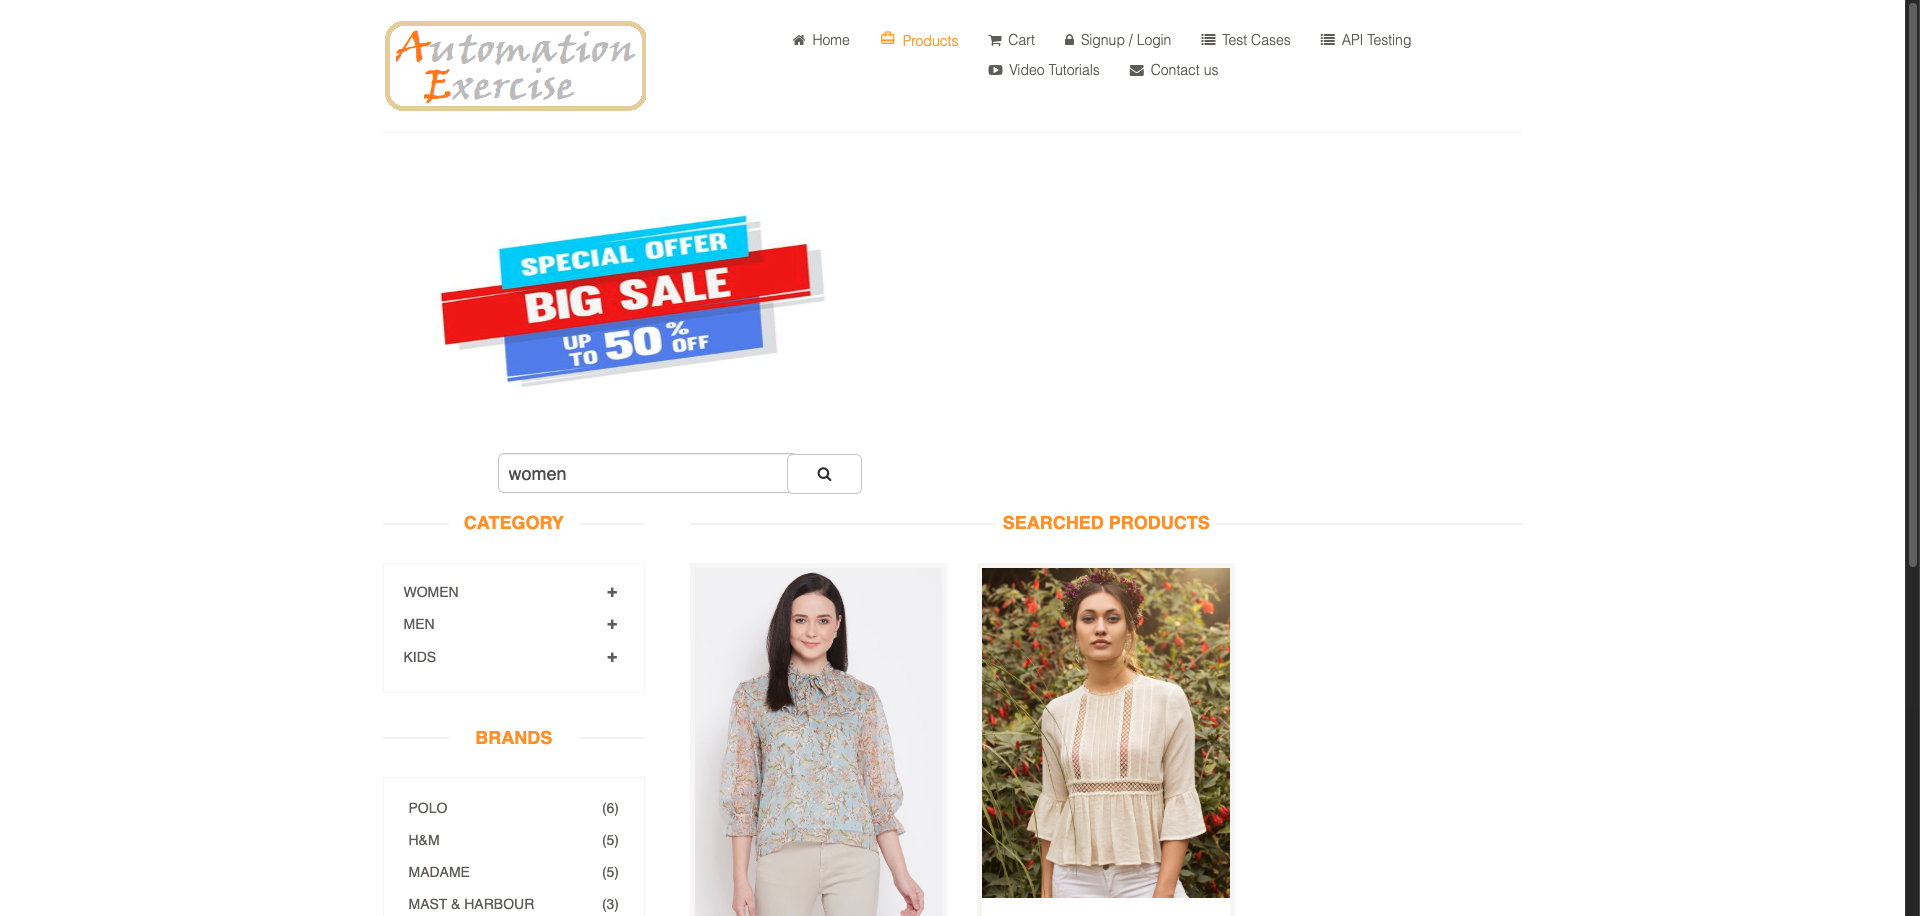 Automation
Exercise
Home
Products
Cart
Signup / Login
Test Cases
API Testing
Video Tutorials
Contact us
SPECIAL OFFER
BIG SALE
UP TO 50% OFF
women
CATEGORY
WOMEN
MEN
KIDS
BRANDS
POLO (6)
H&M (5)
MADAME (5)
MAST & HARBOUR (3)
SEARCHED PRODUCTS